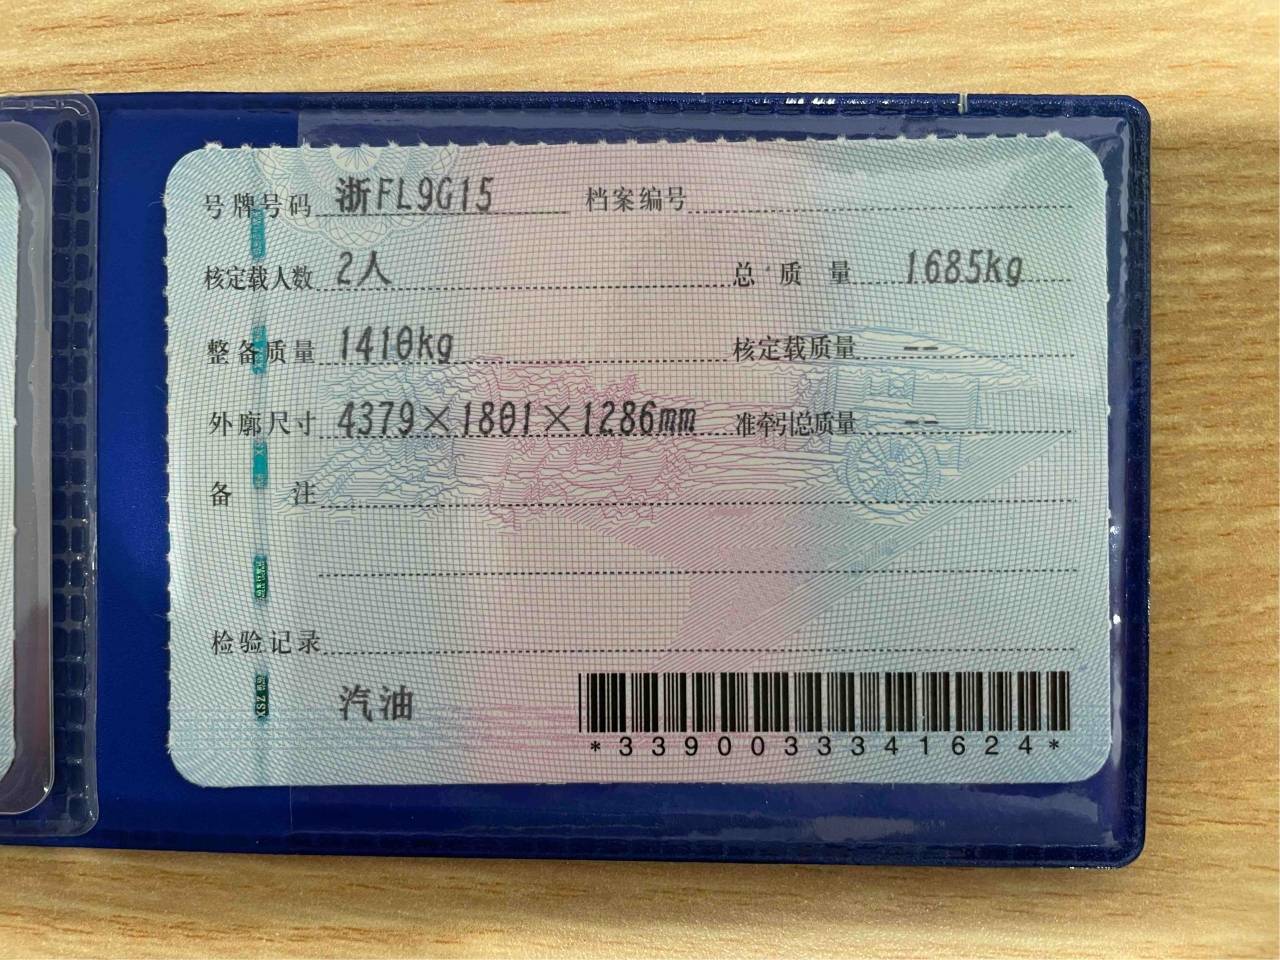 号牌号码 浙FL9G15 档案编号
核定载人数 2人 总质量 1685kg
整备质量 1410kg 核定载质量 --
外廓尺寸 4379×1801×1286mm 准牵引总质量 --
备注
检验记录
汽油
*3390033341624*